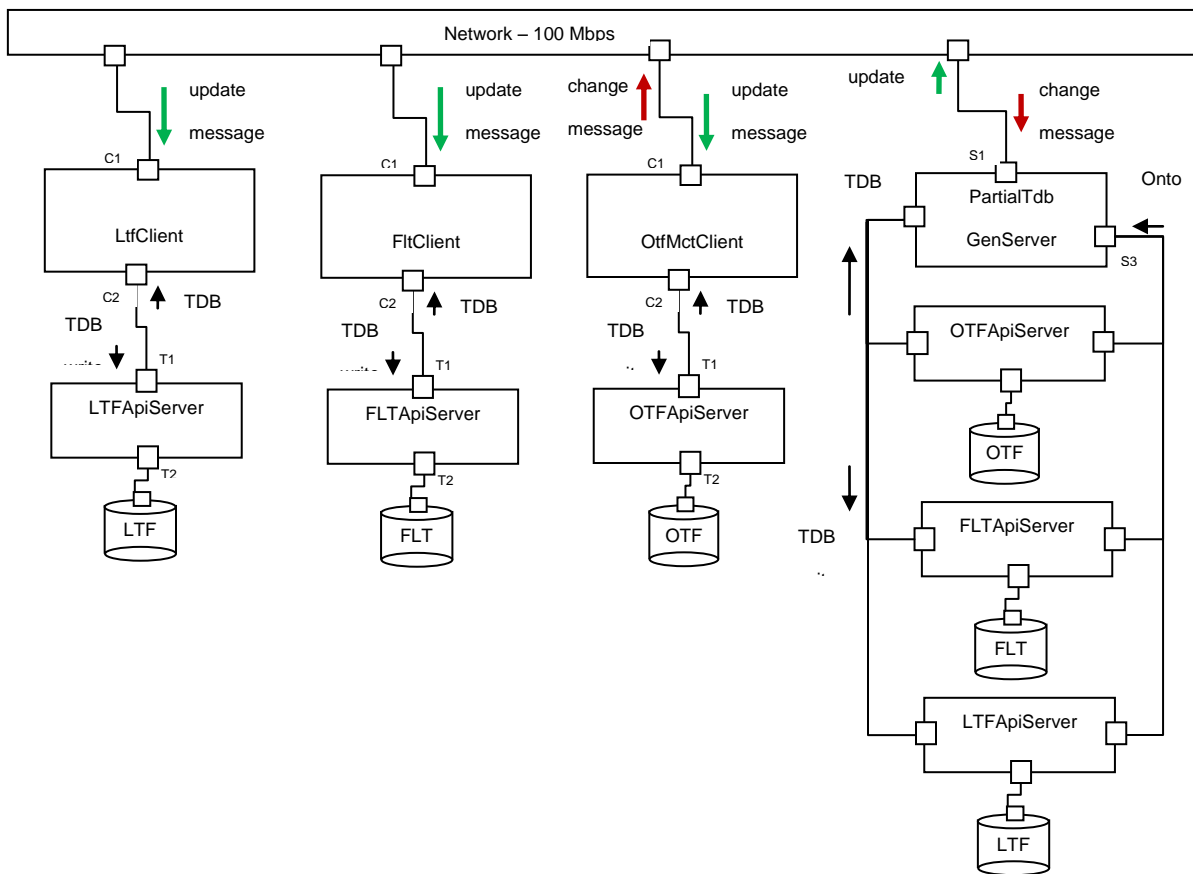 Network – 100 Mbps
update
message
update
message
change
message
update
message
update
change
message
C1
C1
C1
S1
LtfClient
FltClient
OtfMctClient
TDB
PartialTdb
GenServer
Onto
S3
C2
TDB
TDB
T1
C2
TDB
TDB
T1
C2
TDB
TDB
T1
LTFApiServer
T2
LTF
FLTApiServer
T2
FLT
OTFApiServer
T2
OTF
OTFApiServer
OTF
TDB
FLTApiServer
FLT
LTFApiServer
LTF